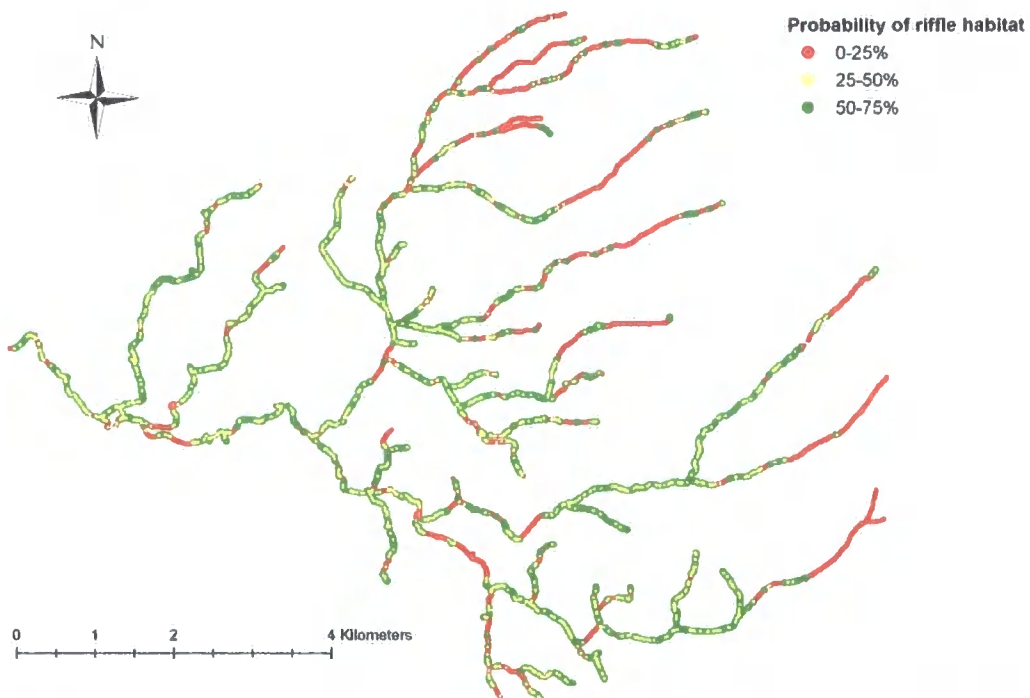 N
Probability of riffle habitat
0-25%
25-50%
50-75%
0 1 2 4 Kilometers